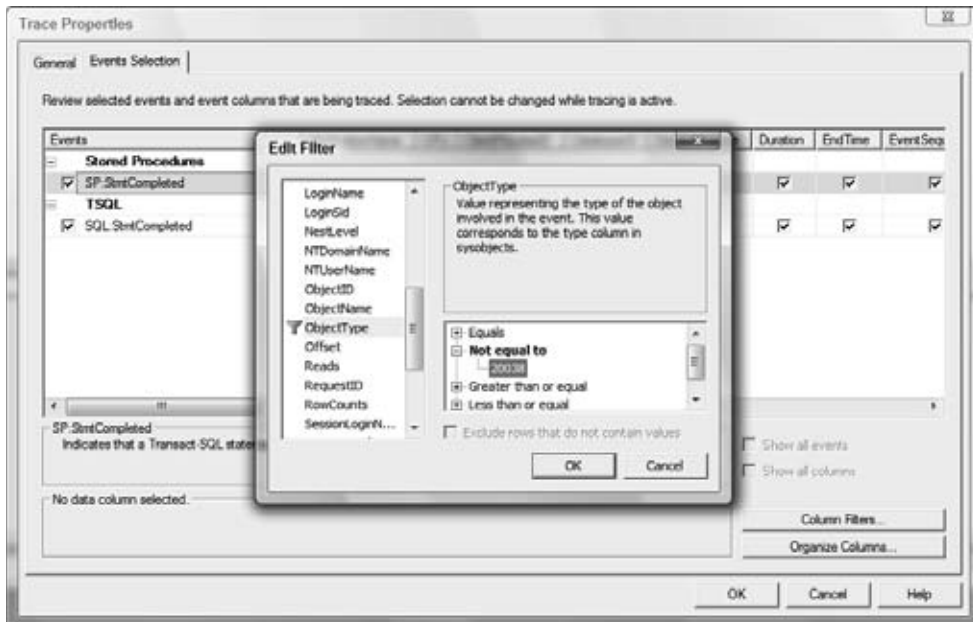 Trace Properties
General Events Selection
Review selected events and event columns that are being traced. Selection cannot be changed while tracing is active.
Events Duration EndTime EventSequ
Stored Procedures
SP:StmtCompleted
TSQL
SQL:StmtCompleted
Edit Filter
LoginName
LoginSid
NestLevel
NTDomainName
NTUserName
ObjectID
ObjectName
ObjectType
Offset
Reads
RequestID
RowCounts
SessionLoginN...
ObjectType
Value representing the type of the object
involved in the event. This value
corresponds to the type column in
sysobjects.
Equals
Not equal to
20038
Greater than or equal
Less than or equal
Exclude rows that do not contain values
OK Cancel
SP:StmtCompleted
Indicates that a Transact-SQL state
Show all events
Show all columns
No data column selected.
Column Filters...
Organize Columns...
OK Cancel Help